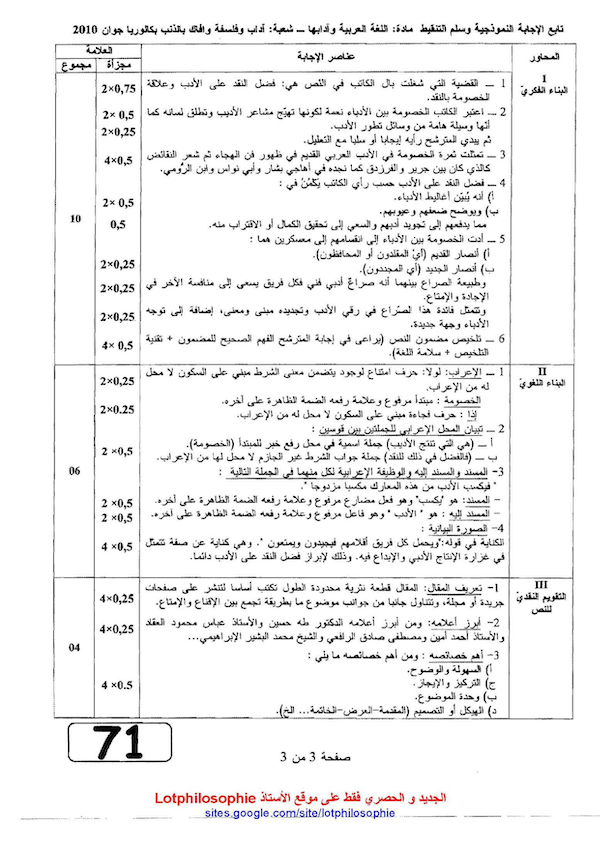 تابع الإجابة النموذجية وسلم التنقيط مادة: اللغة العربية وآدابها ــ شعبة: آداب وفلسفة وافاك بالذنب بكالوريا جوان 2010
المحاور
عناصر الإجابة
العلامة
مجزأة
مجموع
I
البناء الفكريّ
1 ــ القضية التي شغلت بال الكاتب في النّص هي: فضل النقد على الأدب وعلاقة
الخصومة بالنقد.
2×0,75
2 ــ اعتبر الكاتب الخصومة بين الأدباء نعمة لكونها تهيّج مشاعر الأديب وتطلق لسانه كما
2× 0,5
أنّها وسيلة هامة من وسائل تطور الأدب.
2×0,25
ثم يبدي المترشح رأيه إيجابا أو سلبا مع التعليل.
3 ــ تمثلت ثمرة الخصومة في الأدب العربي القديم في ظهور فن الهجاء ثم شعر النقائض
4×0,5
كالذي كان بين جرير والفرزدق كما نجده في أهاجي بشار وأبي نواس وابن الرّومي.
4 ــ فضل النقد على الأدب حسب رأي الكاتب يَكْمُنُ في :
أ) أنه يُبيّن أغاليط الأدباء.
2× 0,5
ب) ويوضح ضعفهم وعيوبهم.
مما يدفعهم إلى تجويد أدبهم والسعي إلى تحقيق الكمال أو الاقتراب منه.
0,5
10
5 ــ أدت الخصومة بين الأدباء إلى انقسامهم إلى معسكرين هما :
أ) أنصار القديم (أيْ المقلدون أو المحافظون).
ب) أنصار الجديد (أي المجددون).
2×0,25
وطبيعة الصراع بينهما أنه صراعٌ أدبي فني فكل فريق يسعى إلى منافسة الآخر في
الإجادة والإمتاع.
2×0,25
وتتمثل فائدة هذا الصّراع في رقي الأدب وتجديده مبنى ومعنى، إضافة إلى توجه
الأدباء وجهة جديدة.
2×0,25
6 ــ تلخيص مضمون النص (يراعى في إجابة المترشح الفهم الصحيح للمضمون + تقنية
التلخيص + سلامة اللغة).
4× 0,5
II
البناء اللغويّ
1 ــ الإعراب: لولا: حرف امتناع لوجود يتضمن معنى الشرط مبني على السكون لا محل
له من الإعراب.
2×0,25
الخصومة : مبتدأ مرفوع وعلامة رفعه الضمة الظاهرة على آخره.
إذا : حرف فجاءة مبني على السكون لا محل له من الإعراب.
2×0.25
2 ــ تبيان المحل الإعرابي للجملتين بين قوسين :
أ ــ (هي التي تنتج الأديب) جملة اسمية في محل رفع خبر للمبتدأ (الخصومة).
ب ــ (فالفضل في ذلك للنقد) جملة جواب الشرط غير الجازم لا محل لها من الإعراب.
2 ×0,5
06
3- المسند والمسند إليه والوظيفة الإعرابية لكل منهما في الجملة التالية :
" فيكسب الأدب من هذه المعارك مكسبا مزدوجا ".
- المسند: هو "يكسب" وهو فعل مضارع مرفوع وعلامة رفعه الضمة الظاهرة على آخره.
2 ×0,5
- المسند إليه : هو " الأدب " وهو فاعل مرفوع وعلامة رفعه الضمة الظاهرة على آخره.
2 ×0,5
4- الصورة البيانية :
الكناية في قوله:"ويحمل كل فريق أقلامهم فيجيدون ويمتعون ". وهي كناية عن صفة تتمثل
في غزارة الإنتاج الأدبي والإبداع فيه. وذلك لإبراز فضل النقد على الأدب دائما.
4 ×0,5
III
التقويم النقديّ
للنص
1- تعريف المقال: المقال قطعة نثرية محدودة الطول تكتب أساسا لتنشر على صفحات
جريدة أو مجلة، وتتناول جانبا من جوانب موضوع ما بطريقة تجمع بين الإقناع والإمتاع.
4×0,25
2- أبرز أعلامه: ومن أبرز أعلامه الدكتور طه حسين والأستاذ عباس محمود العقاد
والأستاذ أحمد أمين ومصطفى صادق الرافعي والشيخ محمد البشير الإبراهيمي...
4×0,25
04
3- أهم خصائصه : ومن أهم خصائصه ما يلي :
أ) السهولة والوضوح.
ج) التركيز والإيجاز.
4 ×0.5
ب) وحدة الموضوع.
د) الهيكل أو التصميم (المقدمة-العرض-الخاتمة... الخ).
71
صفحة 3 من 3
الجديد و الحصري فقط على موقع الأستاذ Lotphilosophie
sites.google.com/site/lotphilosophie